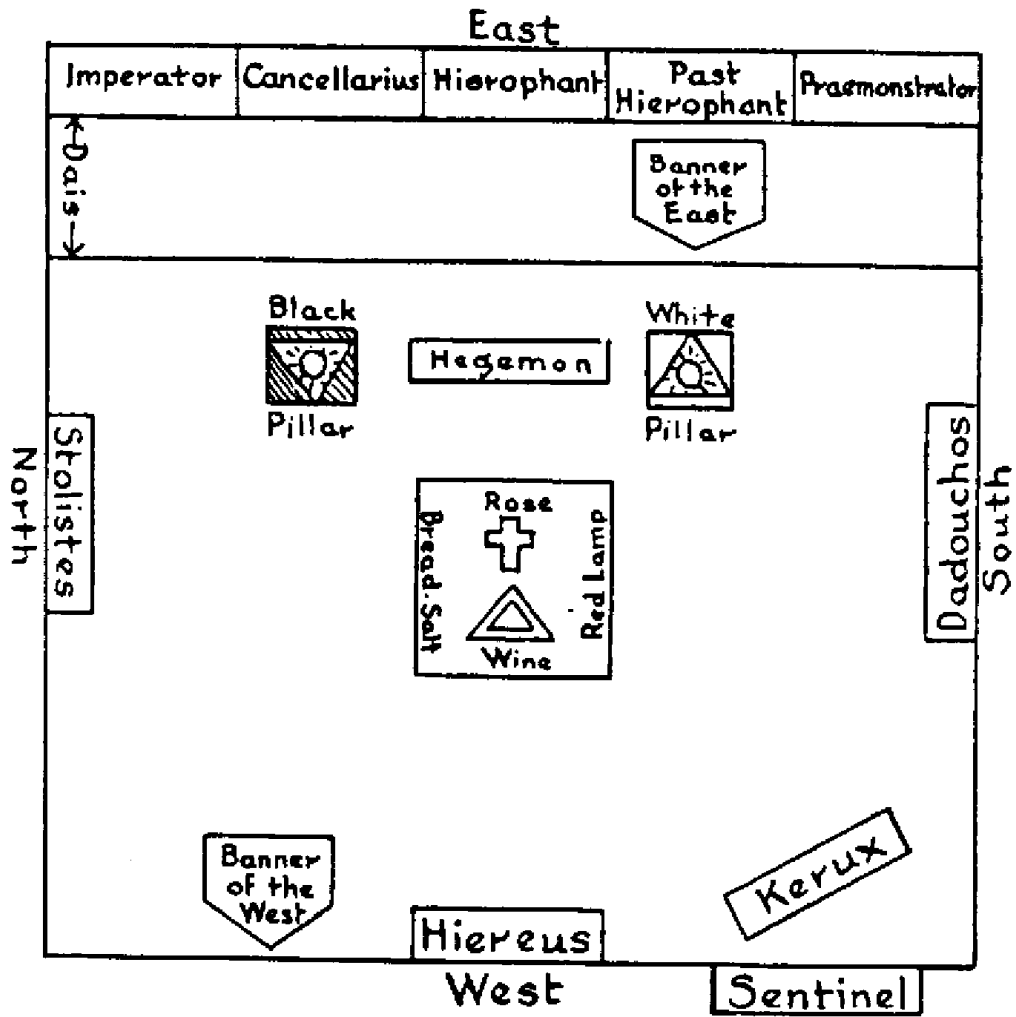 East
Imperator
Cancellarius
Hierophant
Past
Hierophant
Praemonstrator
Dais
Banner
of the
East
Black
Pillar
Hegemon
White
Pillar
North
Stolistes
Rose
Bread. Salt
Red Lamp
Wine
Dadouchos
South
Banner
of the
West
Hiereus
Kerux
West
Sentinel